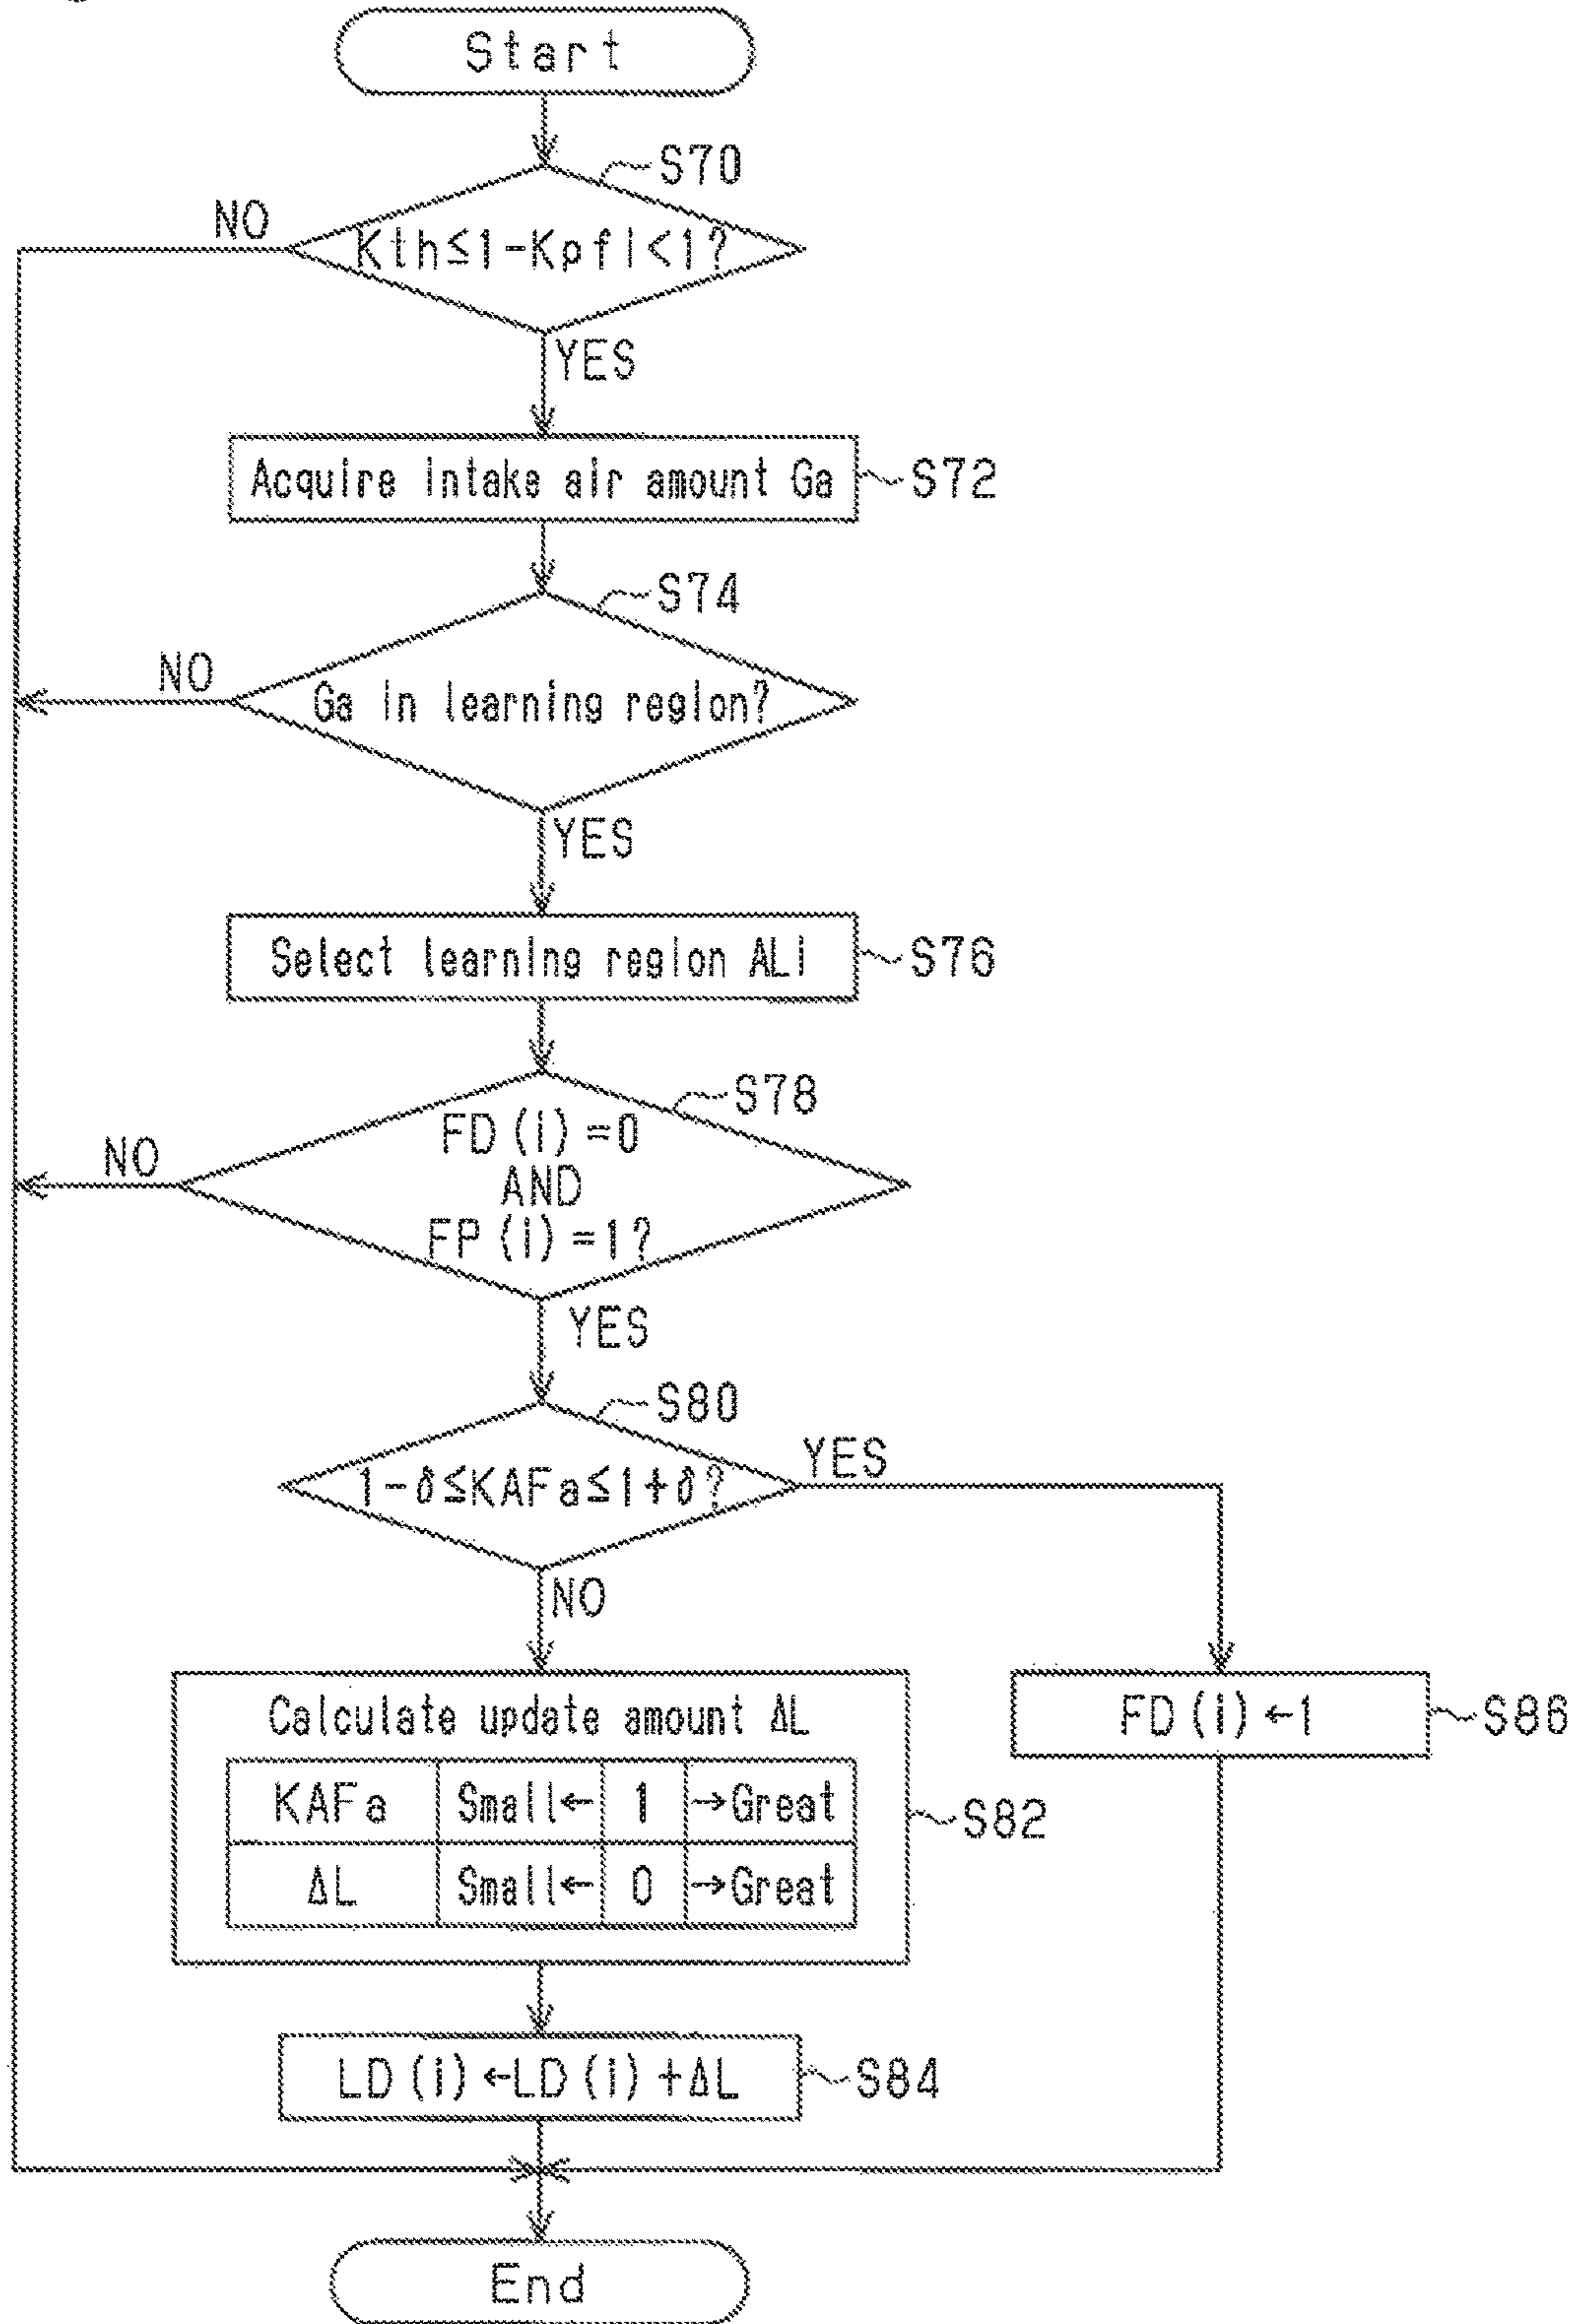 Start
S70
NO
Kth≤1-Kpfi<1?
YES
Acquire intake air amount Ga
S72
S74
NO
Ga in learning region?
YES
Select learning region ALi
S76
S78
NO
FD(i)=0
AND
FP(i)=1?
YES
S80
YES
1-δ≤KAFa≤1+δ?
NO
Calculate update amount ΔL
KAFa Small← 1 →Great
ΔL Small← 0 →Great
S82
FD(i)←1
S86
LD(i)←LD(i)+ΔL
S84
End